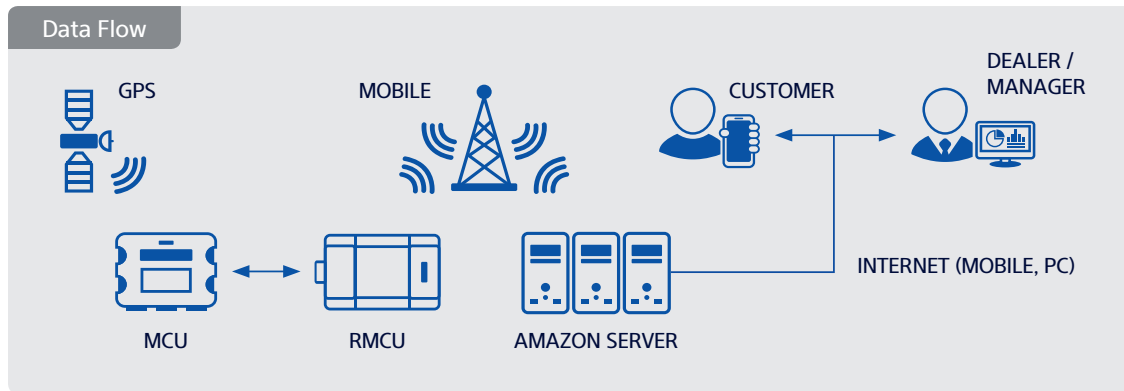 Data Flow
GPS
MOBILE
CUSTOMER
DEALER /
MANAGER
INTERNET (MOBILE, PC)
MCU
RMCU
AMAZON SERVER